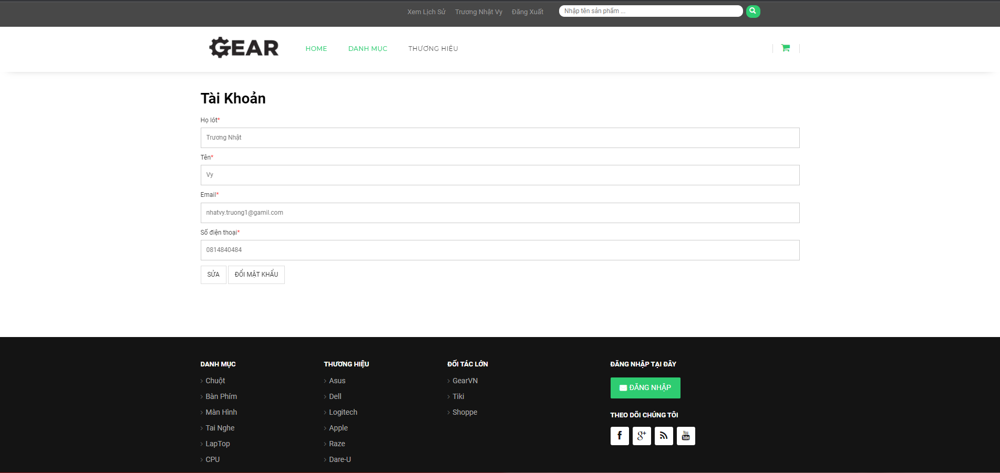 Xem Lịch Sử Trương Nhật Vy Đăng Xuất Nhập tên sản phẩm ...
GEAR HOME DANH MỤC THƯƠNG HIỆU
Tài Khoản
Họ lót*
Trương Nhật
Tên*
Vy
Email*
nhatvy.truong1@gamil.com
Số điện thoại*
0814840484
SỬA ĐỔI MẬT KHẨU
DANH MỤC
Chuột
Bàn Phím
Màn Hình
Tai Nghe
LapTop
CPU
THƯƠNG HIỆU
Asus
Dell
Logitech
Apple
Raze
Dare-U
ĐỐI TÁC LỚN
GearVN
Tiki
Shoppe
ĐĂNG NHẬP TẠI ĐÂY
ĐĂNG NHẬP
THEO DÕI CHÚNG TÔI
You Tube